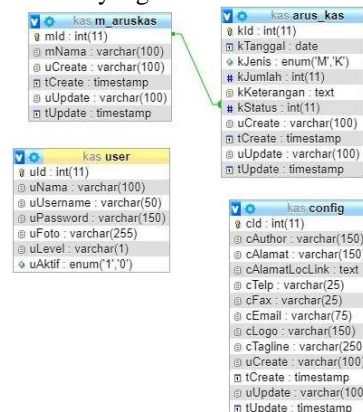 kas m_aruskas
mId : int(11)
mNama : varchar(100)
uCreate : varchar(100)
tCreate : timestamp
uUpdate : varchar(100)
tUpdate : timestamp
kas arus_kas
kId : int(11)
kTanggal : date
kJenis : enum('M','K')
# kJumlah : int(11)
kKeterangan : text
# kStatus : int(11)
uCreate : varchar(100)
tCreate : timestamp
uUpdate : varchar(100)
tUpdate : timestamp
kas user
uId : int(11)
uNama : varchar(100)
uUsername : varchar(50)
uPassword : varchar(150)
uFoto : varchar(255)
uLevel : varchar(1)
uAktif : enum('1','0')
kas config
cId : int(11)
cAuthor : varchar(150)
cAlamat : varchar(150
cAlamatLocLink : text
cTelp : varchar(25)
cFax : varchar(25)
cEmail : varchar(75)
cLogo : varchar(150)
cTagline : varchar(250
uCreate : varchar(100
tCreate : timestamp
uUpdate : varchar(100
tUpdate : timestamp